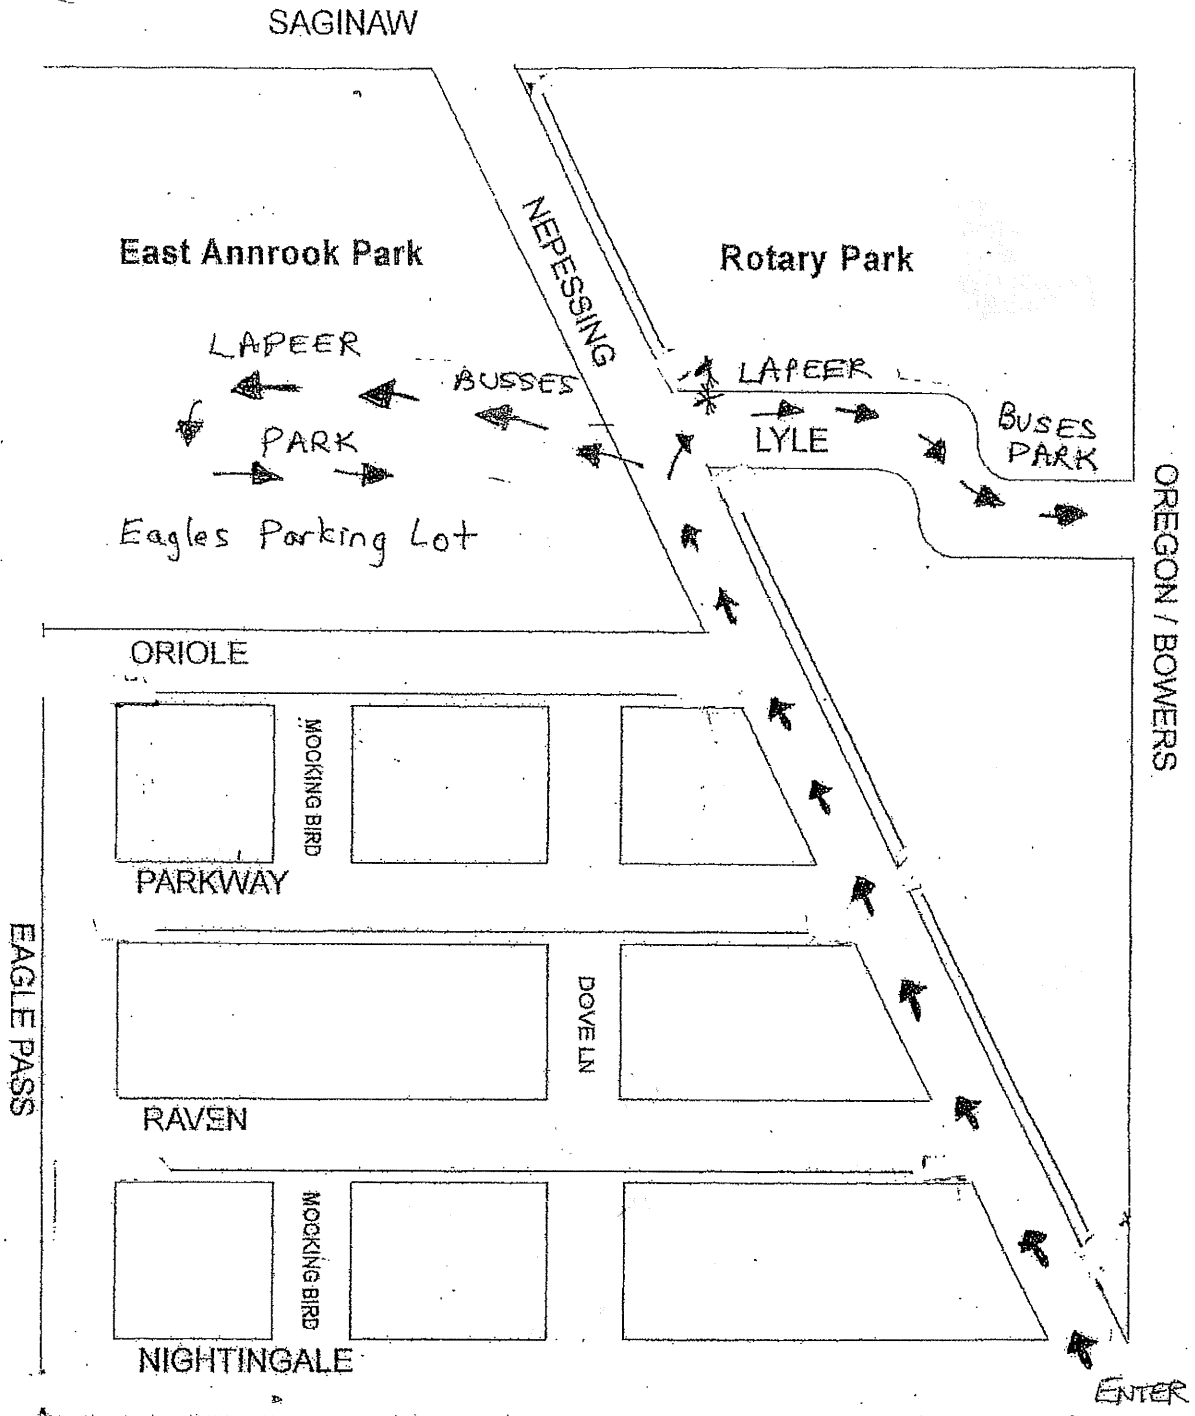 SAGINAW
NEPESSING
East Annrook Park
Rotary Park
LAPEER
BUSSES
PARK
Eagles Parking Lot
LAPEER
LYLE
BUSES
PARK
OREGON / BOWERS
ORIOLE
MOCKING BIRD
PARKWAY
EAGLE PASS
DOVE LN
RAVEN
MOCKING BIRD
NIGHTINGALE
ENTER